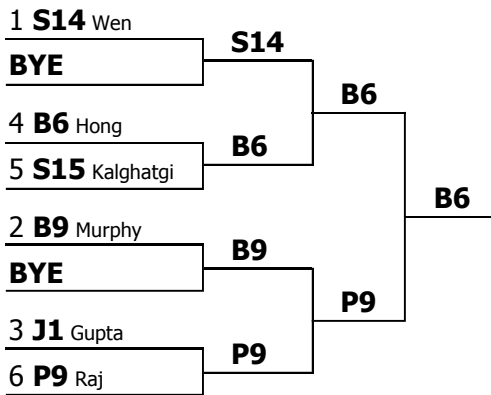 1 S14 Wen
BYE
4 B6 Hong
5 S15 Kalghatgi
2 B9 Murphy
BYE
3 J1 Gupta
6 P9 Raj
S14
B6
B9
P9
B6
P9
B6